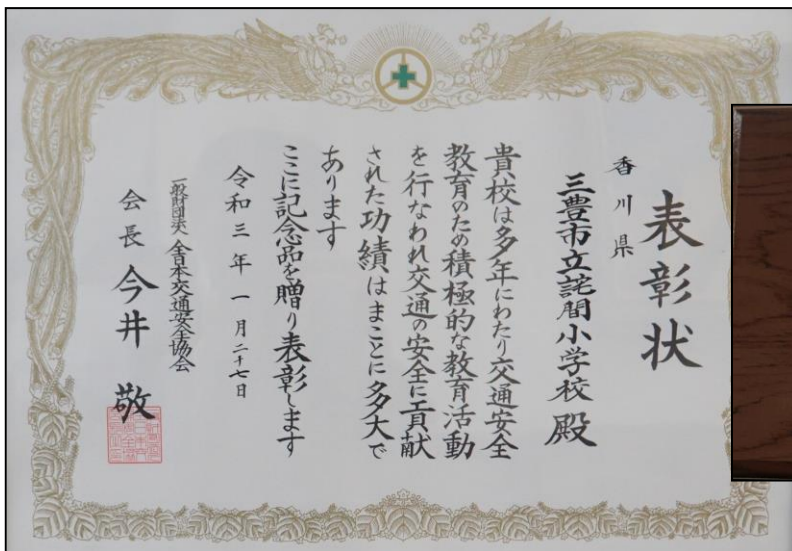 表彰状
香川県
三豊市立詫間小学校 殿
貴校は多年にわたり交通安全
教育のため積極的な教育活動
を行なわれ交通の安全に貢献
された功績はまことに多大で
あります
ここに記念品を贈り表彰します
令和三年一月二十七日
一般財団法人 全日本交通安全協会
会長 今井 敬